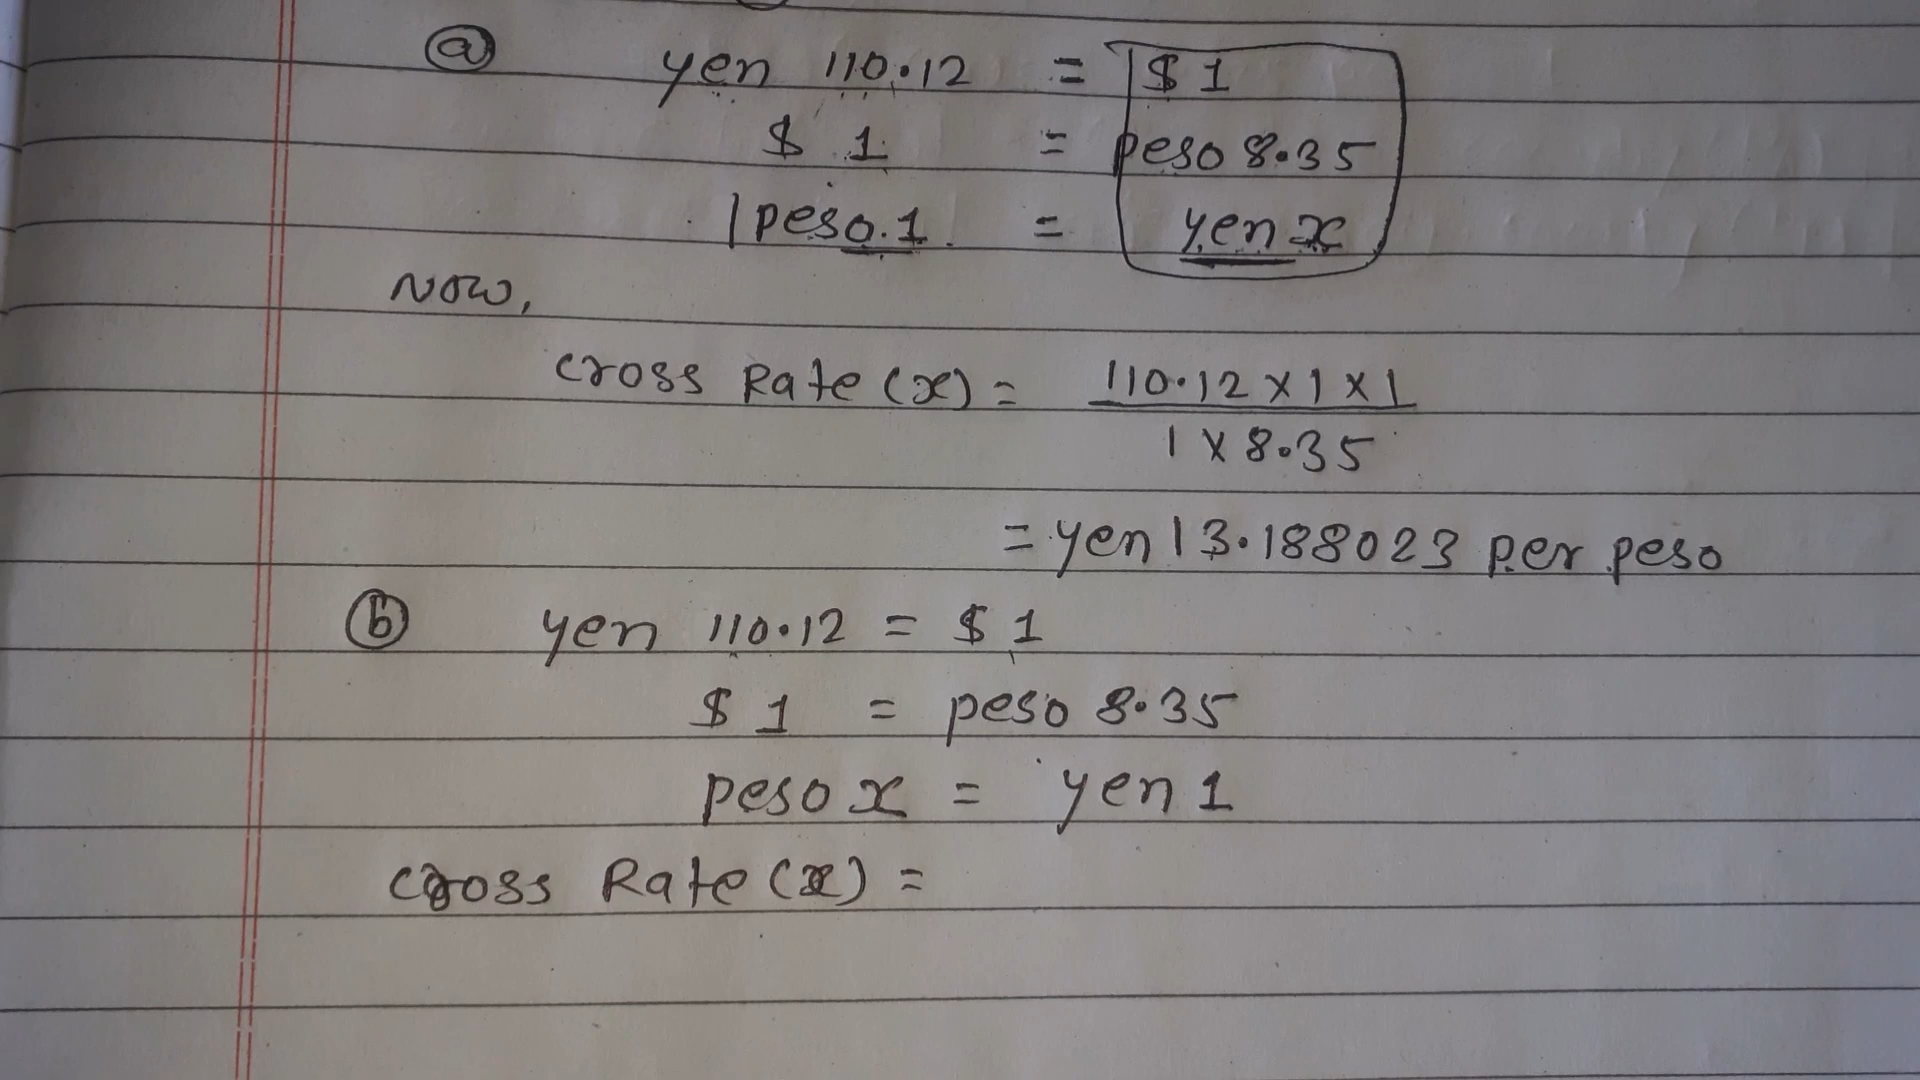 (a) yen 110.12 = $ 1
$ 1 = peso 8.35
peso.1 = yen x
Now,
cross Rate (x) = 110.12 x 1 x 1
1 x 8.35
= yen 13.188023 per peso
(b) yen 110.12 = $ 1
$ 1 = peso 8.35
peso x = yen 1
cross Rate (x) =